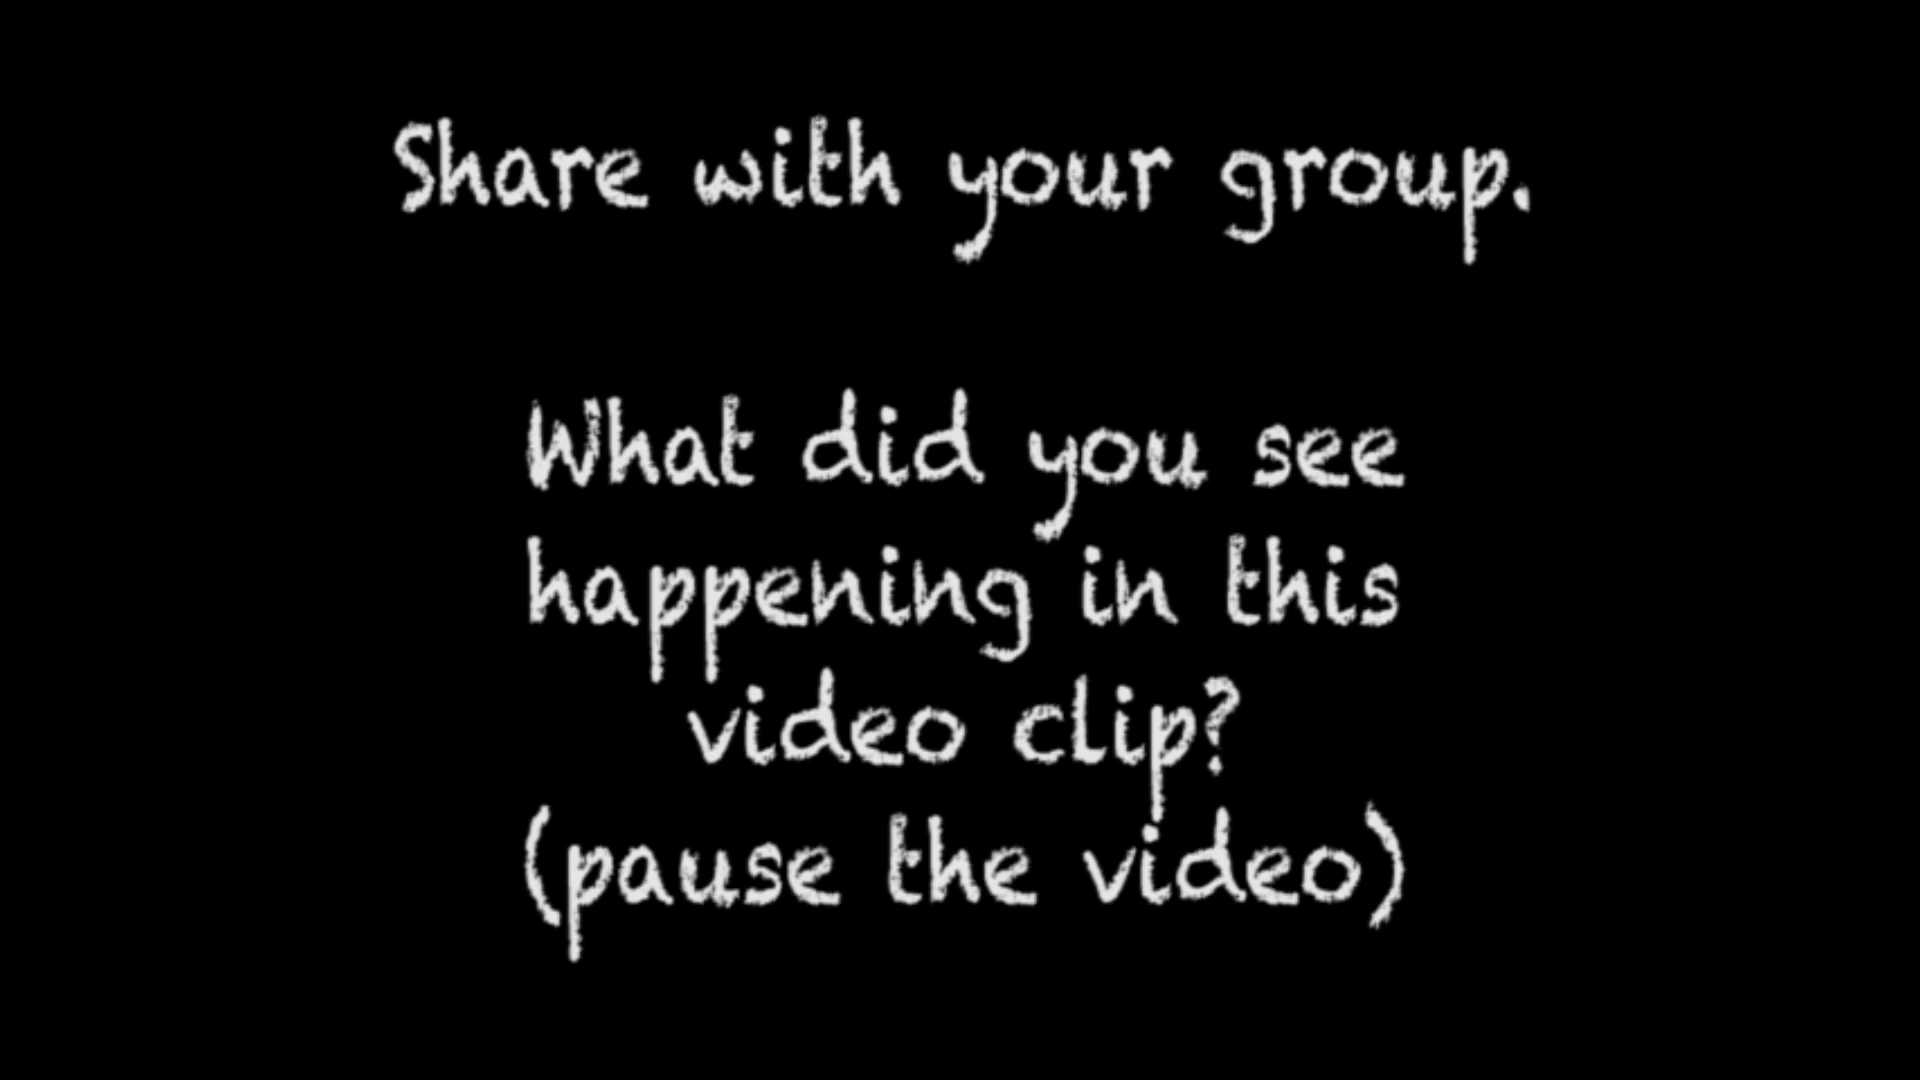 Share with your group.
What did you see
happening in this
video clip?
(pause the video)